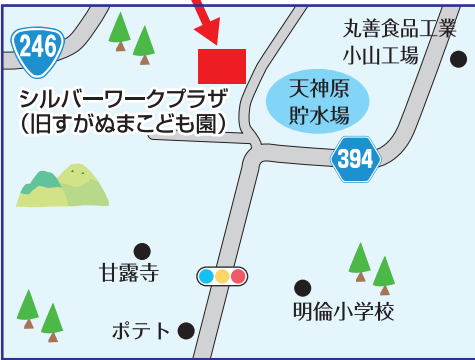 246
丸善食品工業
小山工場
シルバーワークプラザ
（旧すがぬまこども園）
天神原
貯水場
394
甘露寺
明倫小学校
ポテト